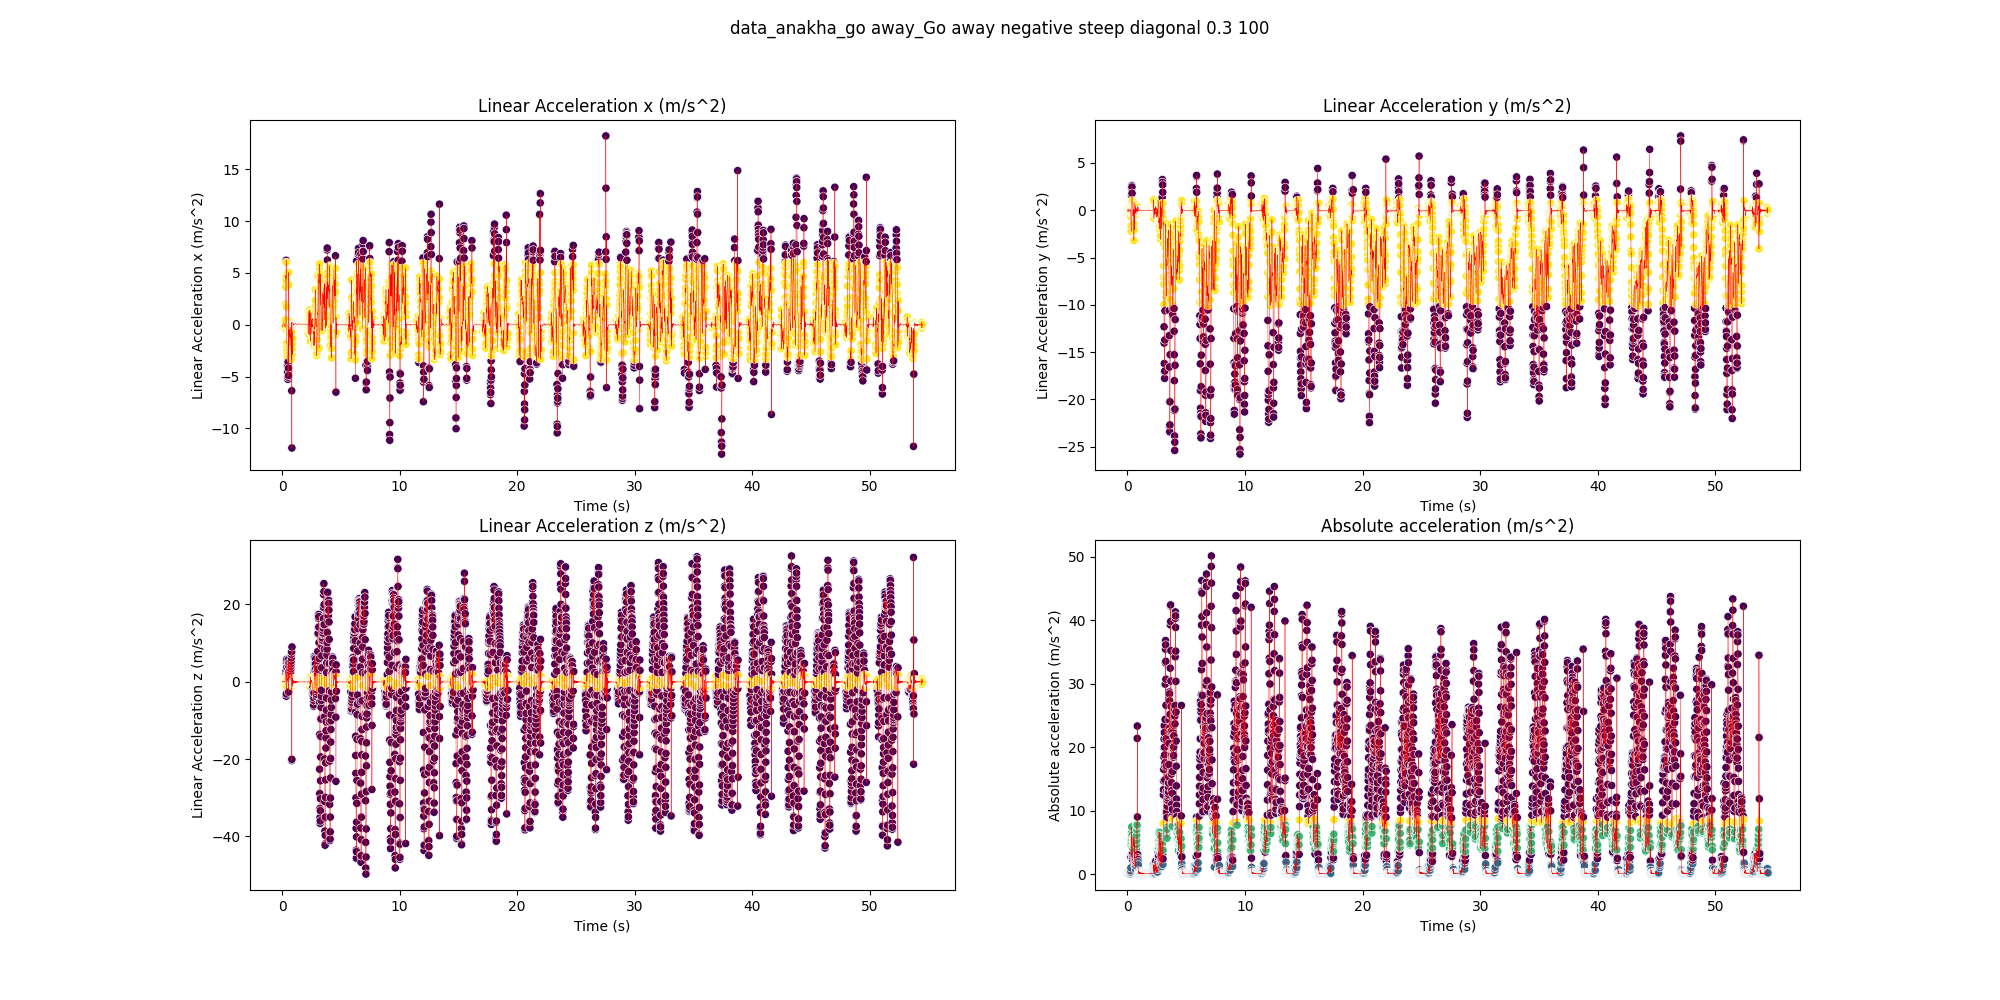 data_anakha_go away_Go away negative steep diagonal 0.3 100
Linear Acceleration x (m/s^2)
Linear Acceleration x (m/s^2)
15
10
5
0
−5
−10
0 10 20 30 40 50
Time (s)
Linear Acceleration y (m/s^2)
Linear Acceleration y (m/s^2)
5
0
−5
−10
−15
−20
−25
0 10 20 30 40 50
Time (s)
Linear Acceleration z (m/s^2)
Linear Acceleration z (m/s^2)
20
0
−20
−40
0 10 20 30 40 50
Time (s)
Absolute acceleration (m/s^2)
Absolute acceleration (m/s^2)
50
40
30
20
10
0
0 10 20 30 40 50
Time (s)